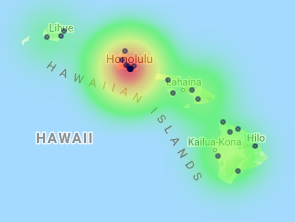 Lihue
Honolulu
Lahaina
HAWAIIAN ISLANDS
HAWAII
Kailua-Kona
Hilo